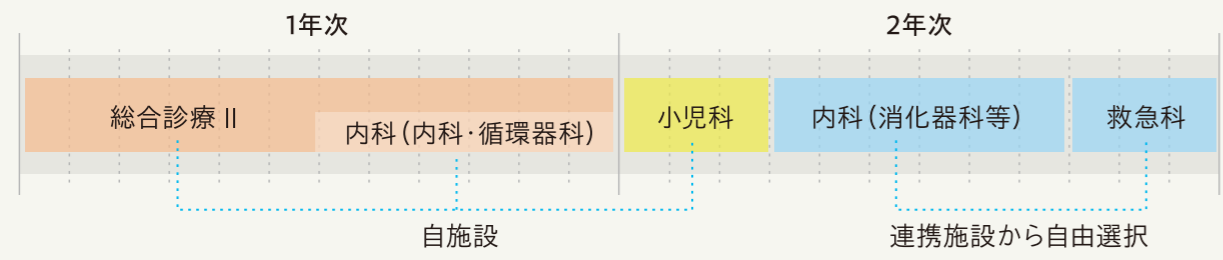 1年次
2年次
総合診療Ⅱ
内科(内科・循環器科)
小児科
内科(消化器科等)
救急科
自施設
連携施設から自由選択